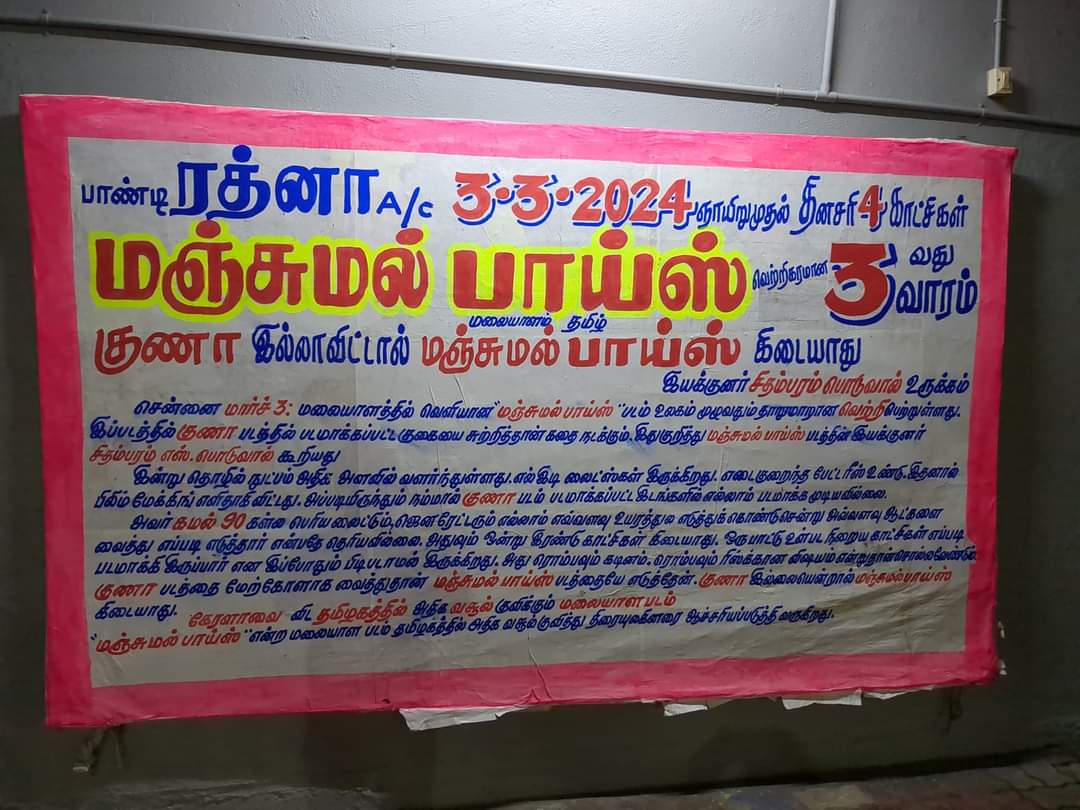 பாண்டி ரத்னா A/c 3-3-2024 ஞாயிறுமுதல் தினசரி 4 காட்சிகள்
மஞ்சுமல் பாய்ஸ் வெற்றிகரமான 3 வது வாரம்
மலையாளம் தமிழ்
குணா இல்லாவிட்டால் மஞ்சுமல் பாய்ஸ் கிடையாது
இயக்குனர் சிதம்பரம் பொடுவால் உருக்கம்
சென்னை மார்ச் 3: மலையாளத்தில் வெளியான "மஞ்சுமல் பாய்ஸ்" படம் உலகம் முழுவதும் தாறுமாறான வெற்றி பெற்றுள்ளது.
இப்படத்தில் குணா படத்தில் படமாக்கப்பட்ட குகையை சுற்றித்தான் கதை நடக்கும். இதுகுறித்து மஞ்சுமல் பாய்ஸ் படத்தின் இயக்குனர்
சிதம்பரம் எஸ். பொடுவால் கூறியது
இன்று தொழில் நுட்பம் அதிக அளவில் வளர்ந்துள்ளது. எல்இடி லைட்ஸ்கள் இருக்கிறது. எடைகுறைந்த பேட்டரீஸ் உண்டு. இதனால்
பிலிம் மேக்கிங் எளிதாகி விட்டது. அப்படியிருந்தும் நம்மால் குணா படம் படமாக்கப்பட்ட இடங்களில் எல்லாம் படமாக்க முடியவில்லை.
அவர் கமல் 90 கள்ல பெரிய லைட்டும், ஜெனரேட்டரும் எல்லாம் எவ்வளவு உயரத்துல எடுத்துக் கொண்டுசென்று அவ்வளவு ஆட்களை
வைத்து எப்படி எடுத்தார் என்பதே தெரியவில்லை. அதுவும் ஒன்று இரண்டு காட்சிகள் கிடையாது. ஒரு பாட்டு உள்பட நிறைய காட்சிகள் எப்படி
படமாக்கி இருப்பார் என இப்போதும் பிடிபடாமல் இருக்கிறது. அது ரொம்பவும் கடினம். ரொம்பவும் ரிஸ்க்கான விஷயம் என்றுதான் சொல்லவேண்டும்.
குணா படத்தை மேற்கோளாக வைத்துதான் மஞ்சுமல் பாய்ஸ் படத்தையே எடுத்தேன். குணா இல்லையென்றால் மஞ்சுமல் பாய்ஸ்
கிடையாது. கேரளாவை விட தமிழகத்தில் அதிக வசூல் குவிக்கும் மலையாள படம்
"மஞ்சுமல் பாய்ஸ்" என்ற மலையாள படம் தமிழகத்தில் அதிக வசூல் குவித்து திரையுலகினரை ஆச்சரியப்படுத்தி வருகிறது.